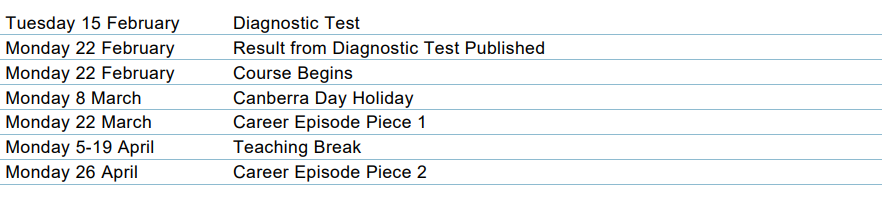 Tuesday 15 February Diagnostic Test
Monday 22 February Result from Diagnostic Test Published
Monday 22 February Course Begins
Monday 8 March Canberra Day Holiday
Monday 22 March Career Episode Piece 1
Monday 5-19 April Teaching Break
Monday 26 April Career Episode Piece 2